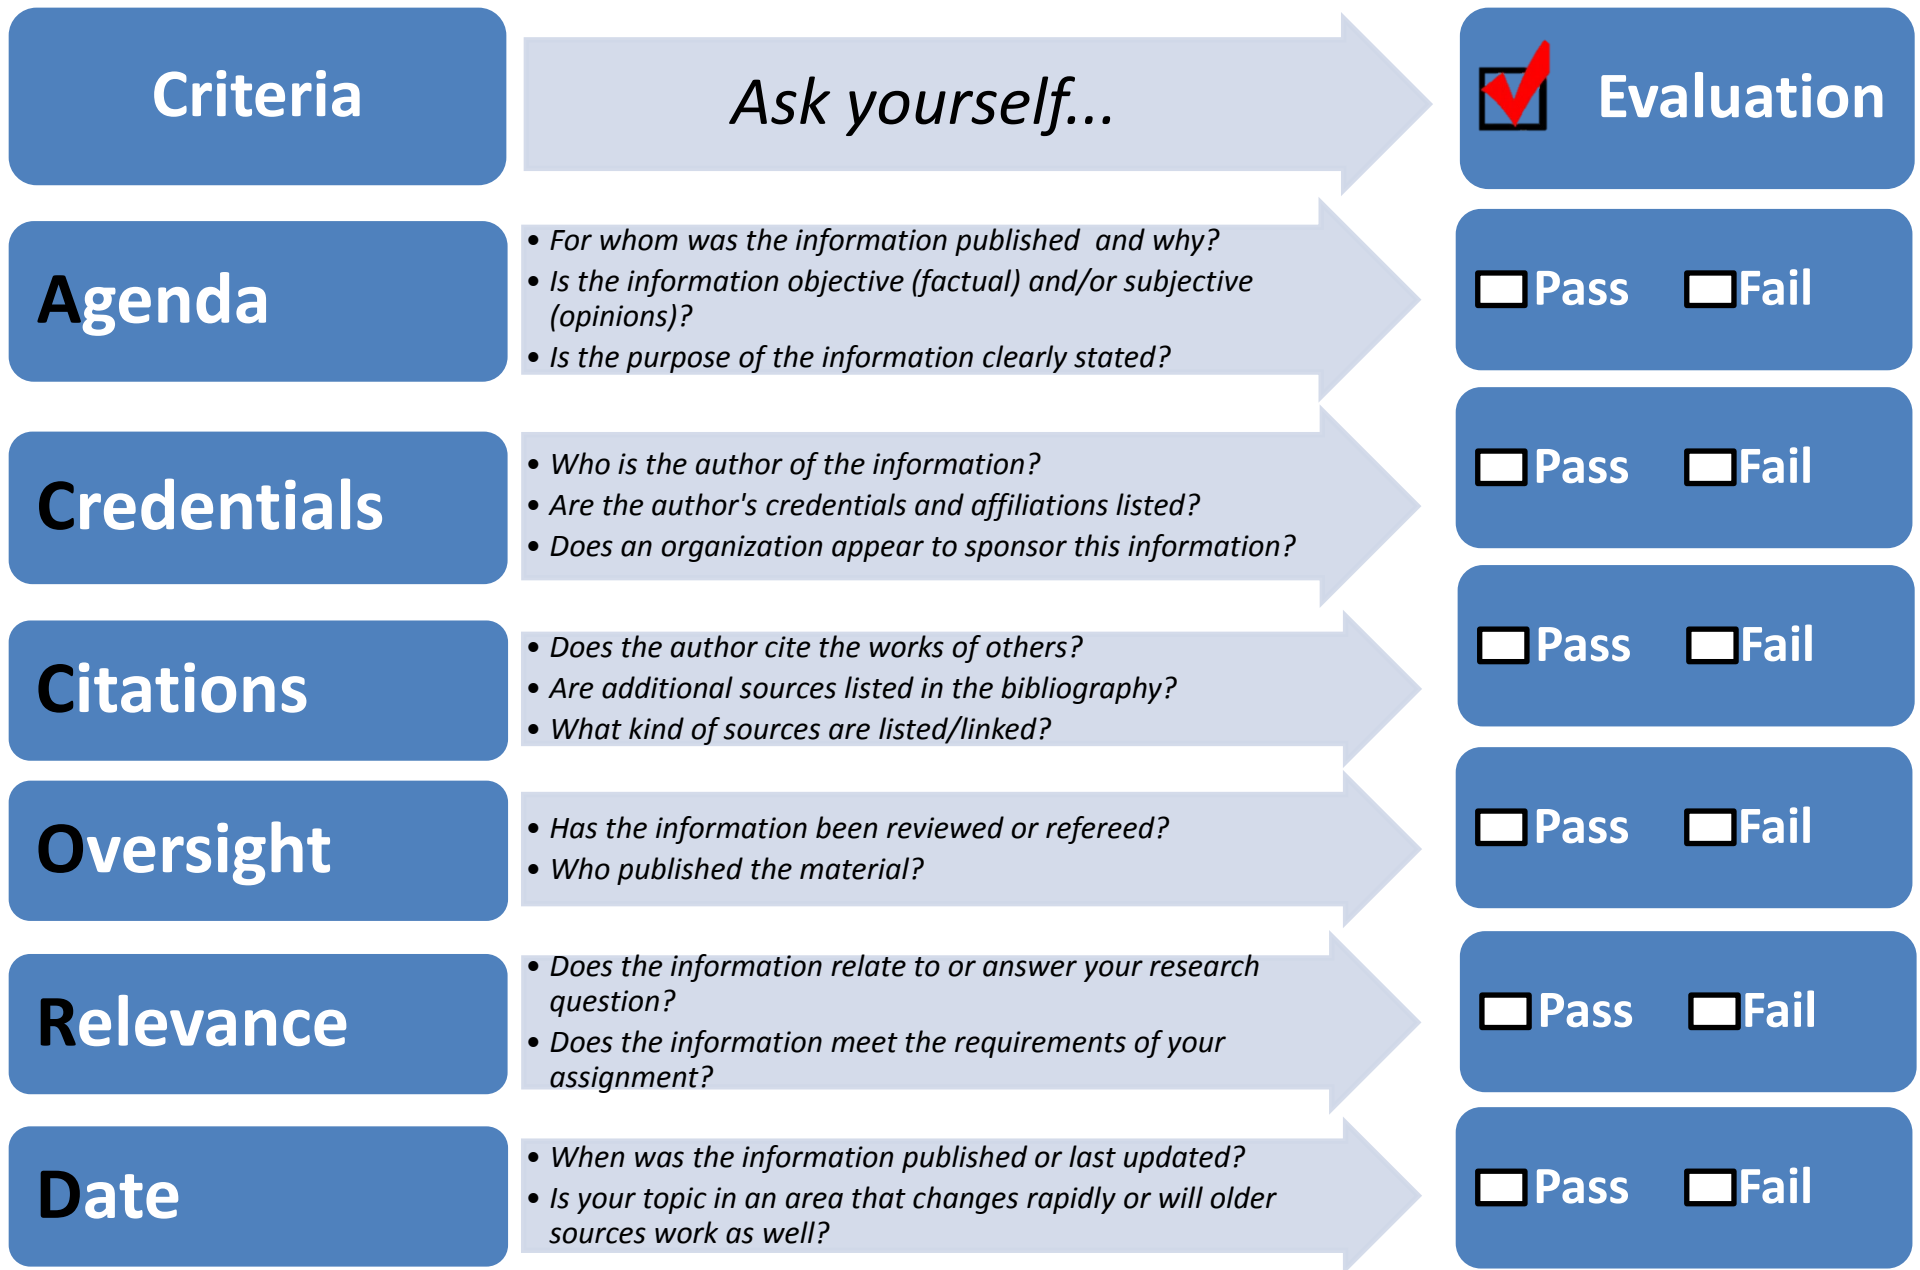 Criteria
Ask yourself...
Evaluation
Agenda
• For whom was the information published and why?
• Is the information objective (factual) and/or subjective
(opinions)?
• Is the purpose of the information clearly stated?
Pass Fail
Credentials
• Who is the author of the information?
• Are the author's credentials and affiliations listed?
• Does an organization appear to sponsor this information?
Pass Fail
Citations
• Does the author cite the works of others?
• Are additional sources listed in the bibliography?
• What kind of sources are listed/linked?
Pass Fail
Oversight
• Has the information been reviewed or refereed?
• Who published the material?
Pass Fail
Relevance
• Does the information relate to or answer your research
question?
• Does the information meet the requirements of your
assignment?
Pass Fail
Date
• When was the information published or last updated?
• Is your topic in an area that changes rapidly or will older
sources work as well?
Pass Fail